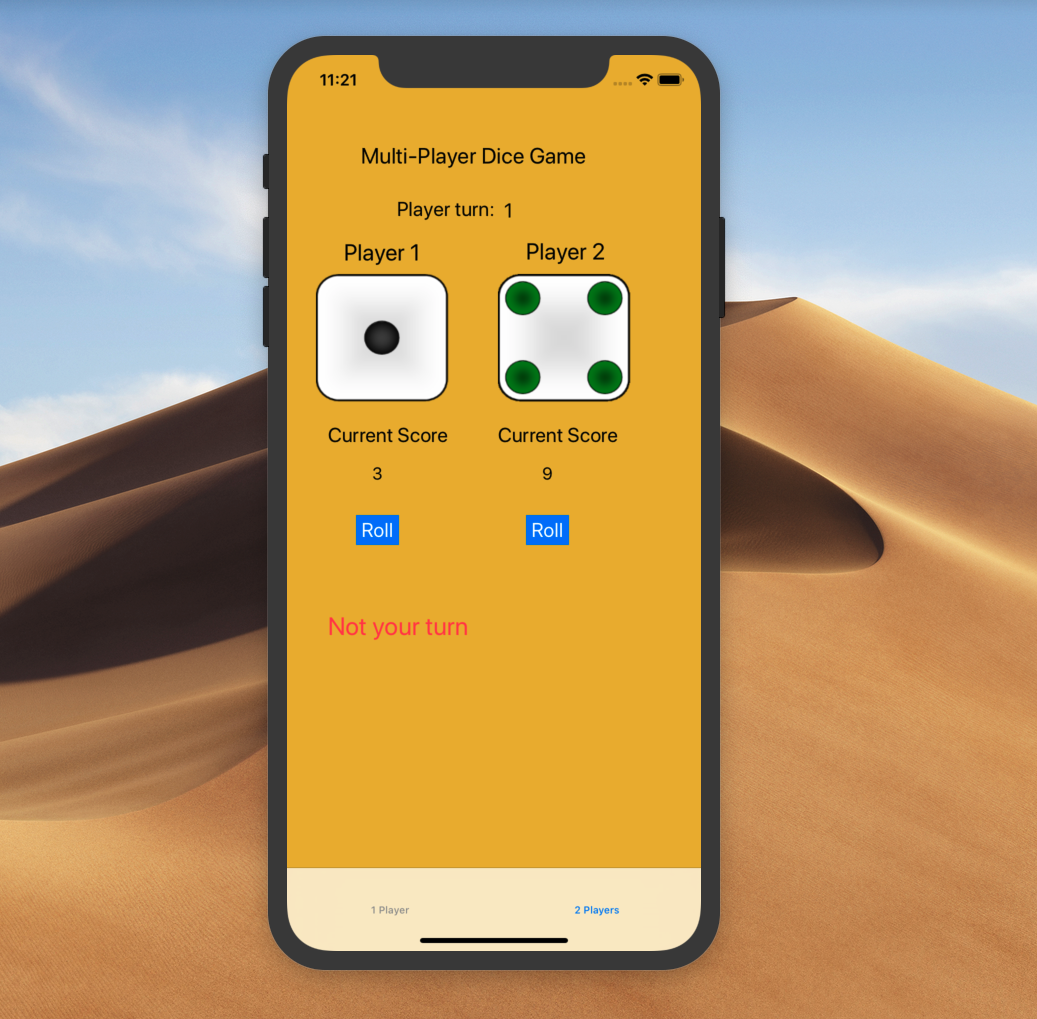 11:21
Multi-Player Dice Game
Player turn: 1
Player 1 Player 2
Current Score Current Score
3 9
Roll Roll
Not your turn
1 Player 2 Players